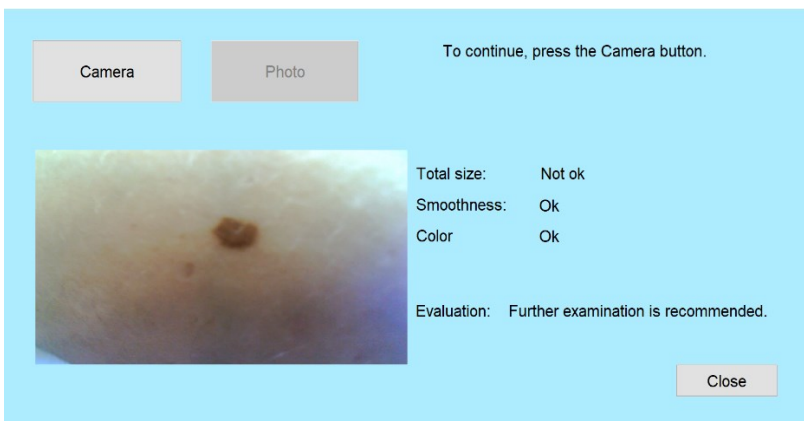 Camera
Photo
To continue, press the Camera button.
Total size: Not ok
Smoothness: Ok
Color Ok
Evaluation: Further examination is recommended.
Close